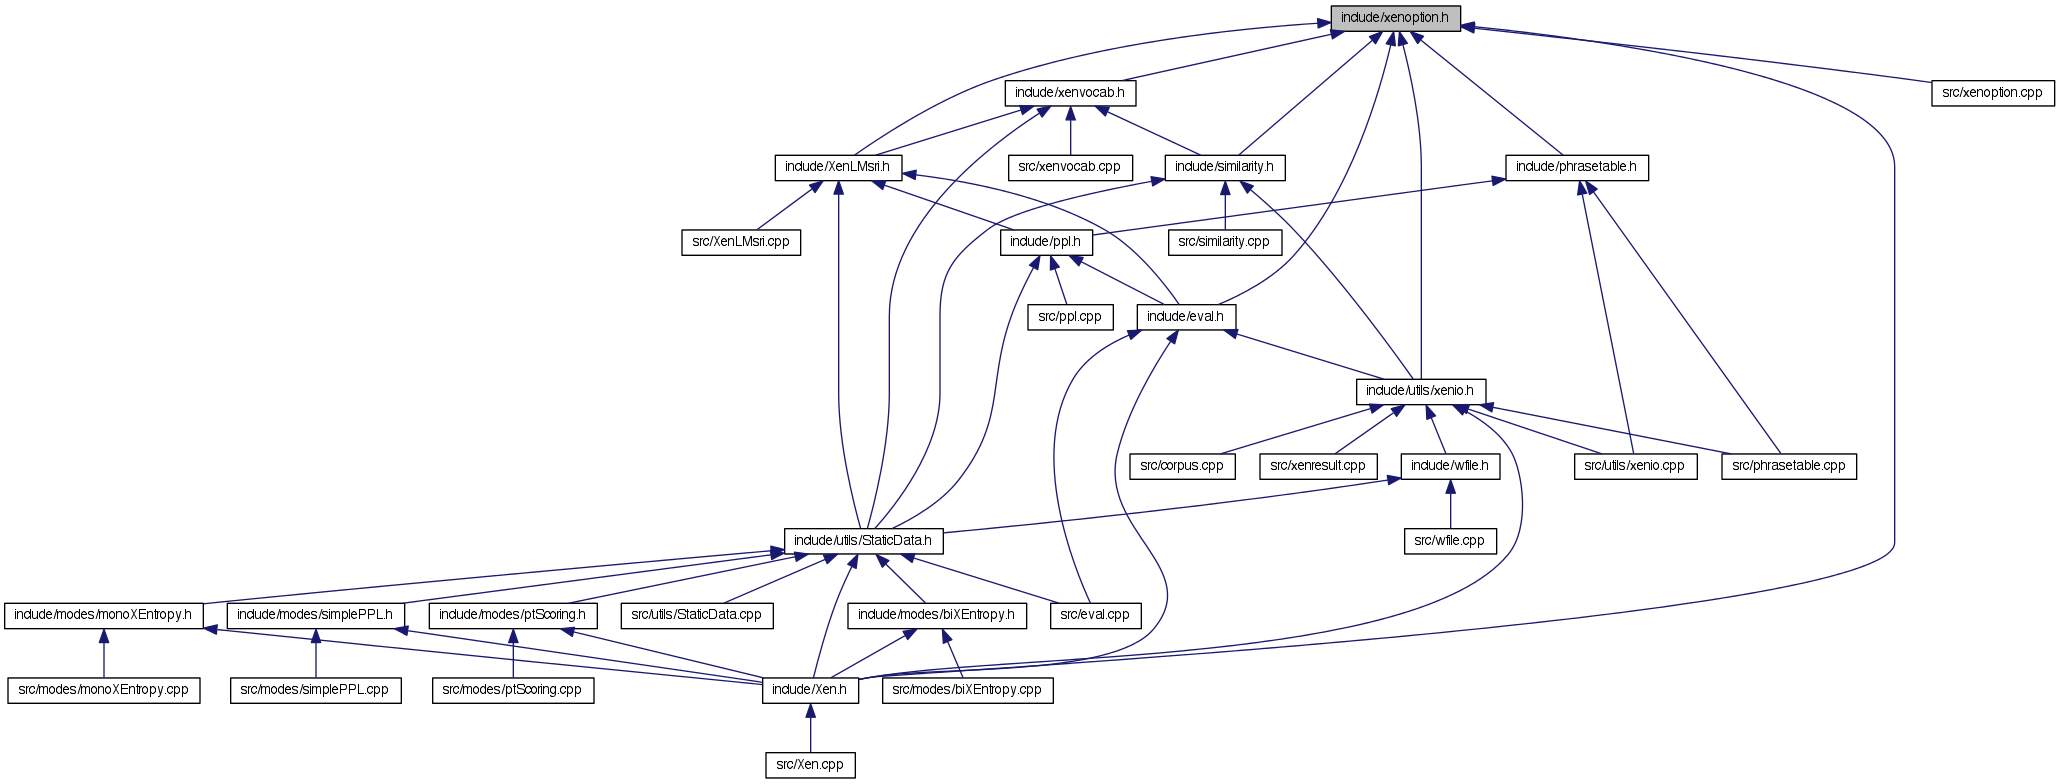 include/xenoption.h
include/xenvocab.h
src/xenoption.cpp
include/XenLMsri.h
src/xenvocab.cpp
include/similarity.h
include/phrasetable.h
src/XenLMsri.cpp
include/ppl.h
src/similarity.cpp
src/ppl.cpp
include/eval.h
include/utils/xenio.h
src/corpus.cpp
src/xenresult.cpp
include/wfile.h
src/utils/xenio.cpp
src/phrasetable.cpp
include/utils/StaticData.h
src/wfile.cpp
include/modes/monoXEntropy.h
include/modes/simplePPL.h
include/modes/ptScoring.h
src/utils/StaticData.cpp
include/modes/biXEntropy.h
src/eval.cpp
src/modes/monoXEntropy.cpp
src/modes/simplePPL.cpp
src/modes/ptScoring.cpp
include/Xen.h
src/modes/biXEntropy.cpp
src/Xen.cpp